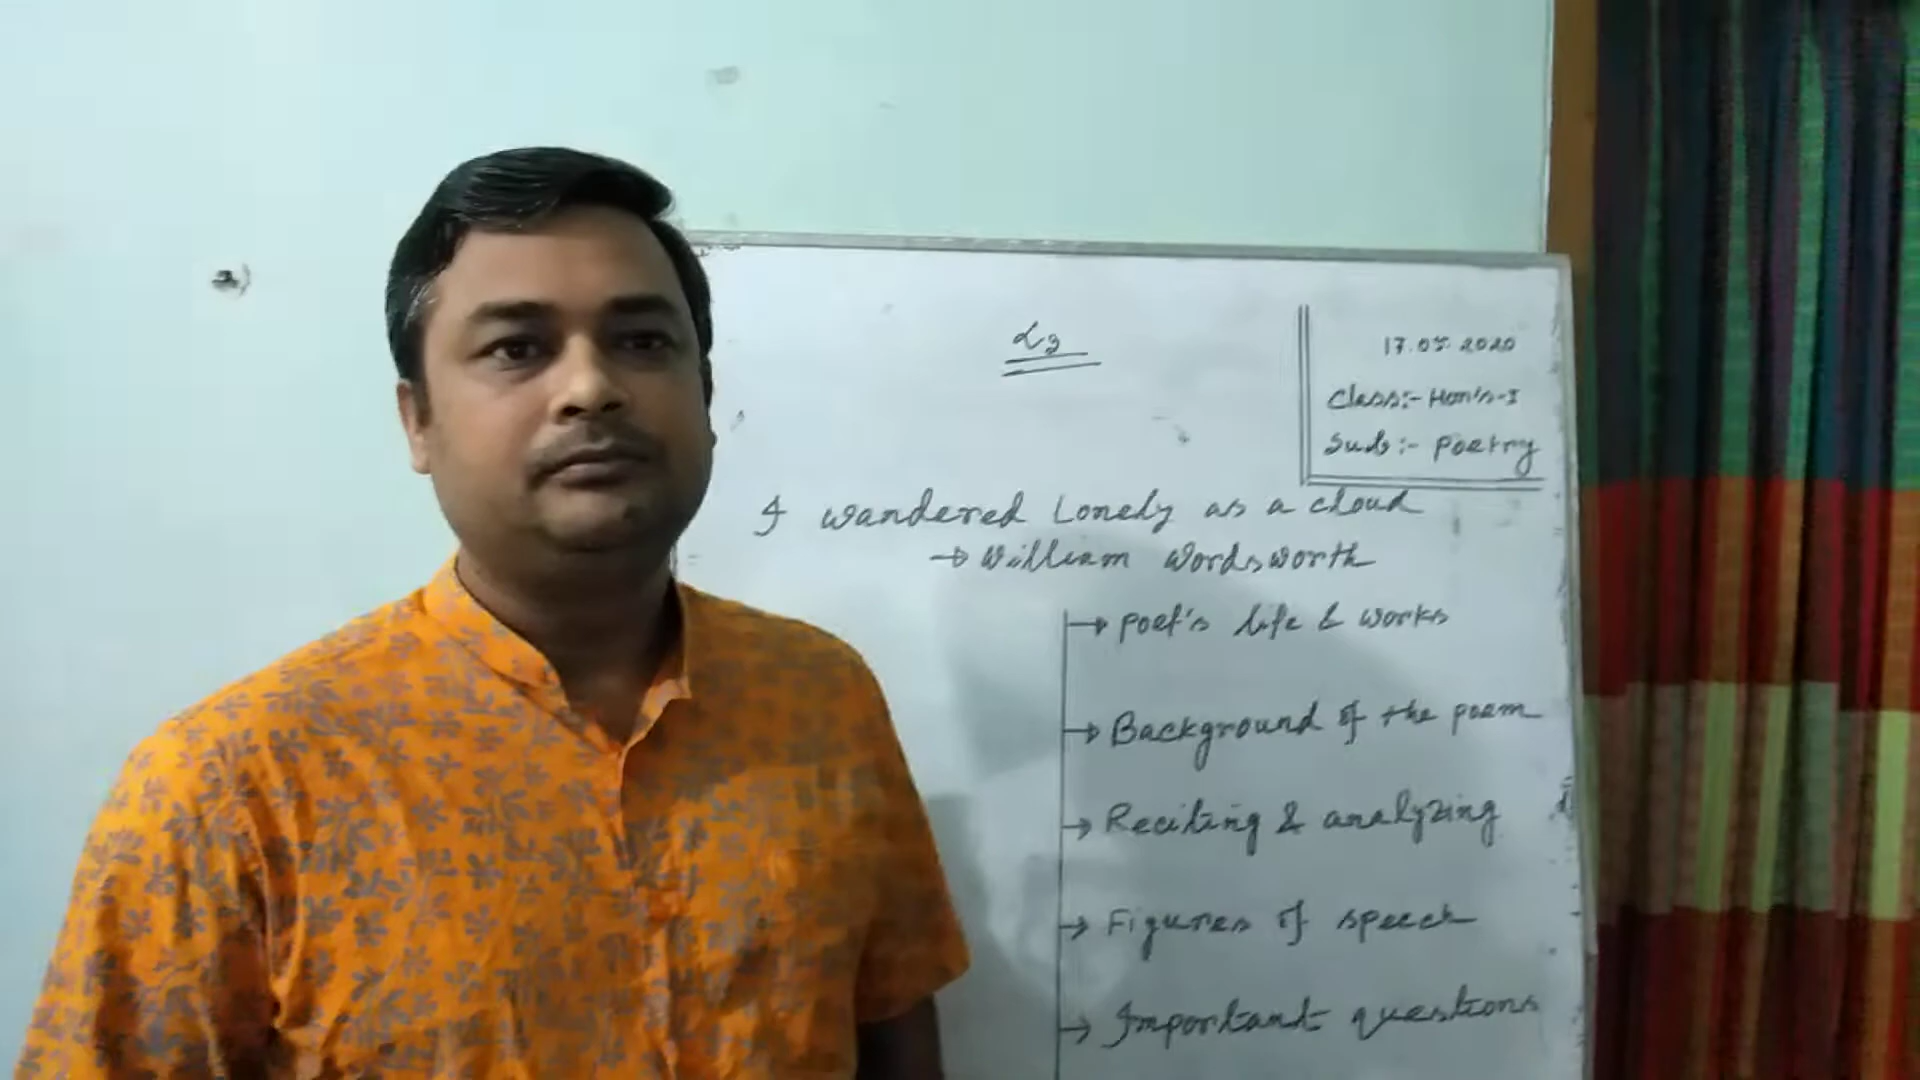 L3
17.05.2020
Class:- Hon's-I
Sub:- Poetry
I wandered Lonely as a cloud
→ William Wordsworth
→ Poet's life & works
→ Background of the poem
→ Reciting & analyzing
→ Figures of speech
→ Important questions